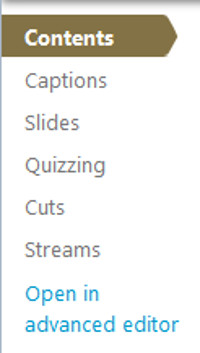 Contents
Captions
Slides
Quizzing
Cuts
Streams
Open in
advanced editor